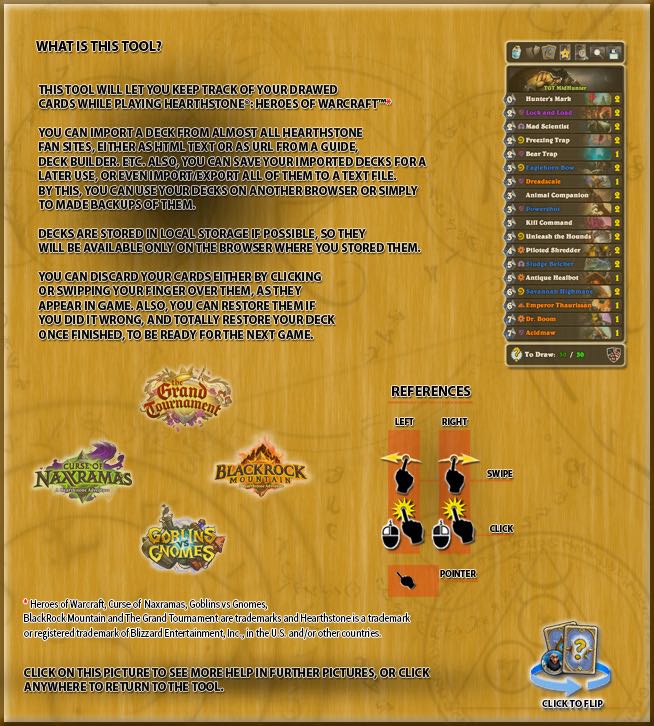 WHAT IS THIS TOOL?
THIS TOOL WILL LET YOU KEEP TRACK OF YOUR DRAWED
CARDS WHILE PLAYING HEARTHSTONE®: HEROES OF WARCRAFT™*
YOU CAN IMPORT A DECK FROM ALMOST ALL HEARTHSTONE
FAN SITES, EITHER AS HTML TEXT OR AS URL FROM A GUIDE,
DECK BUILDER. ETC. ALSO, YOU CAN SAVE YOUR IMPORTED DECKS FOR A
LATER USE, OR EVEN IMPORT/EXPORT ALL OF THEM TO A TEXT FILE.
BY THIS, YOU CAN USE YOUR DECKS ON ANOTHER BROWSER OR SIMPLY
TO MADE BACKUPS OF THEM.
DECKS ARE STORED IN LOCAL STORAGE IF POSSIBLE, SO THEY
WILL BE AVAILABLE ONLY ON THE BROWSER WHERE YOU STORED THEM.
YOU CAN DISCARD YOUR CARDS EITHER BY CLICKING
OR SWIPPING YOUR FINGER OVER THEM, AS THEY
APPEAR IN GAME. ALSO, YOU CAN RESTORE THEM IF
YOU DID IT WRONG, AND TOTALLY RESTORE YOUR DECK
ONCE FINISHED, TO BE READY FOR THE NEXT GAME.
TGT MidHunter
0 Hunter's Mark 2
2 Lock and Load 2
2 Mad Scientist 2
2 Freezing Trap 2
2 Bear Trap 1
3 Eaglehorn Bow 2
3 Dreadscale 1
3 Animal Companion 2
3 Powershot 2
3 Kill Command 2
3 Unleash the Hounds 2
4 Piloted Shredder 2
5 Sludge Belcher 2
5 Antique Healbot 1
6 Savannah Highmane 2
6 Emperor Thaurissan 1
7 Dr. Boom 1
7 Acidmaw 1
To Draw: 30 / 30
the Grand Tournament
CURSE OF NAXXRAMAS
A Hearthstone Adventure
BLACKROCK MOUNTAIN
A Hearthstone Adventure
GOBLINS VS GNOMES
REFERENCES
LEFT RIGHT
SWIPE
CLICK
POINTER
* Heroes of Warcraft, Curse of Naxramas, Goblins vs Gnomes,
BlackRock Mountain and The Grand Tournament are trademarks and Hearthstone is a trademark
or registered trademark of Blizzard Entertainment, Inc., in the U.S. and/or other countries.
CLICK ON THIS PICTURE TO SEE MORE HELP IN FURTHER PICTURES, OR CLICK
ANYWHERE TO RETURN TO THE TOOL.
CLICK TO FLIP